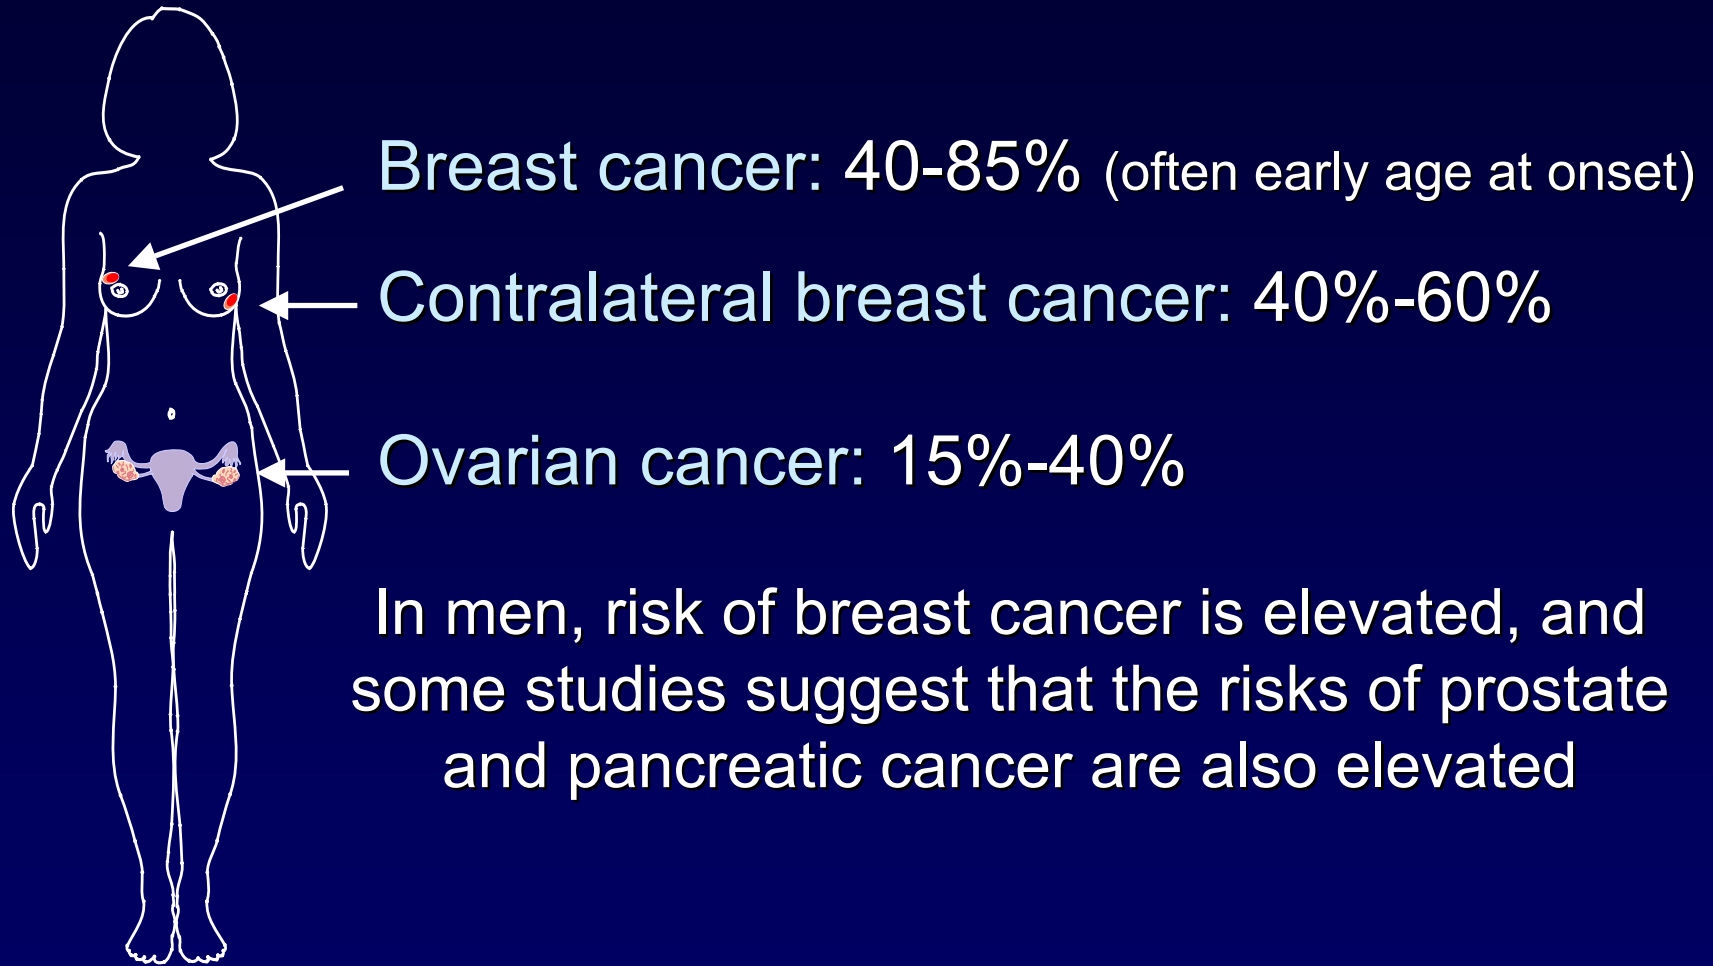 Breast cancer: 40-85% (often early age at onset)
Contralateral breast cancer: 40%-60%
Ovarian cancer: 15%-40%
In men, risk of breast cancer is elevated, and
some studies suggest that the risks of prostate
and pancreatic cancer are also elevated